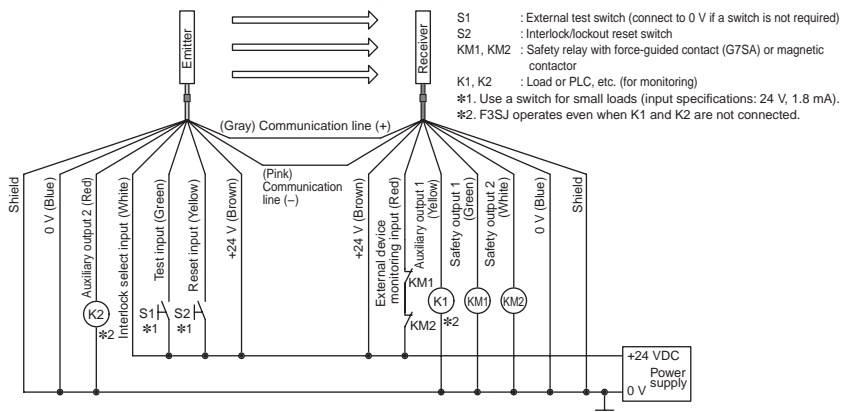 Emitter
Receiver
S1 : External test switch (connect to 0 V if a switch is not required)
S2 : Interlock/lockout reset switch
KM1, KM2 : Safety relay with force-guided contact (G7SA) or magnetic
contactor
K1, K2 : Load or PLC, etc. (for monitoring)
✻1. Use a switch for small loads (input specifications: 24 V, 1.8 mA).
✻2. F3SJ operates even when K1 and K2 are not connected.
(Gray) Communication line (+)
(Pink)
Communication
line (–)
Shield
0 V (Blue)
Auxiliary output 2 (Red)
Interlock select input (White)
Test input (Green)
Reset input (Yellow)
+24 V (Brown)
+24 V (Brown)
External device
monitoring input (Red)
Auxiliary output 1
(Yellow)
Safety output 1
(Green)
Safety output 2
(White)
0 V (Blue)
Shield
K2
✻2
S1
✻1
S2
✻1
KM1
KM2
K1
✻2
KM1
KM2
+24 VDC
Power
supply
0 V